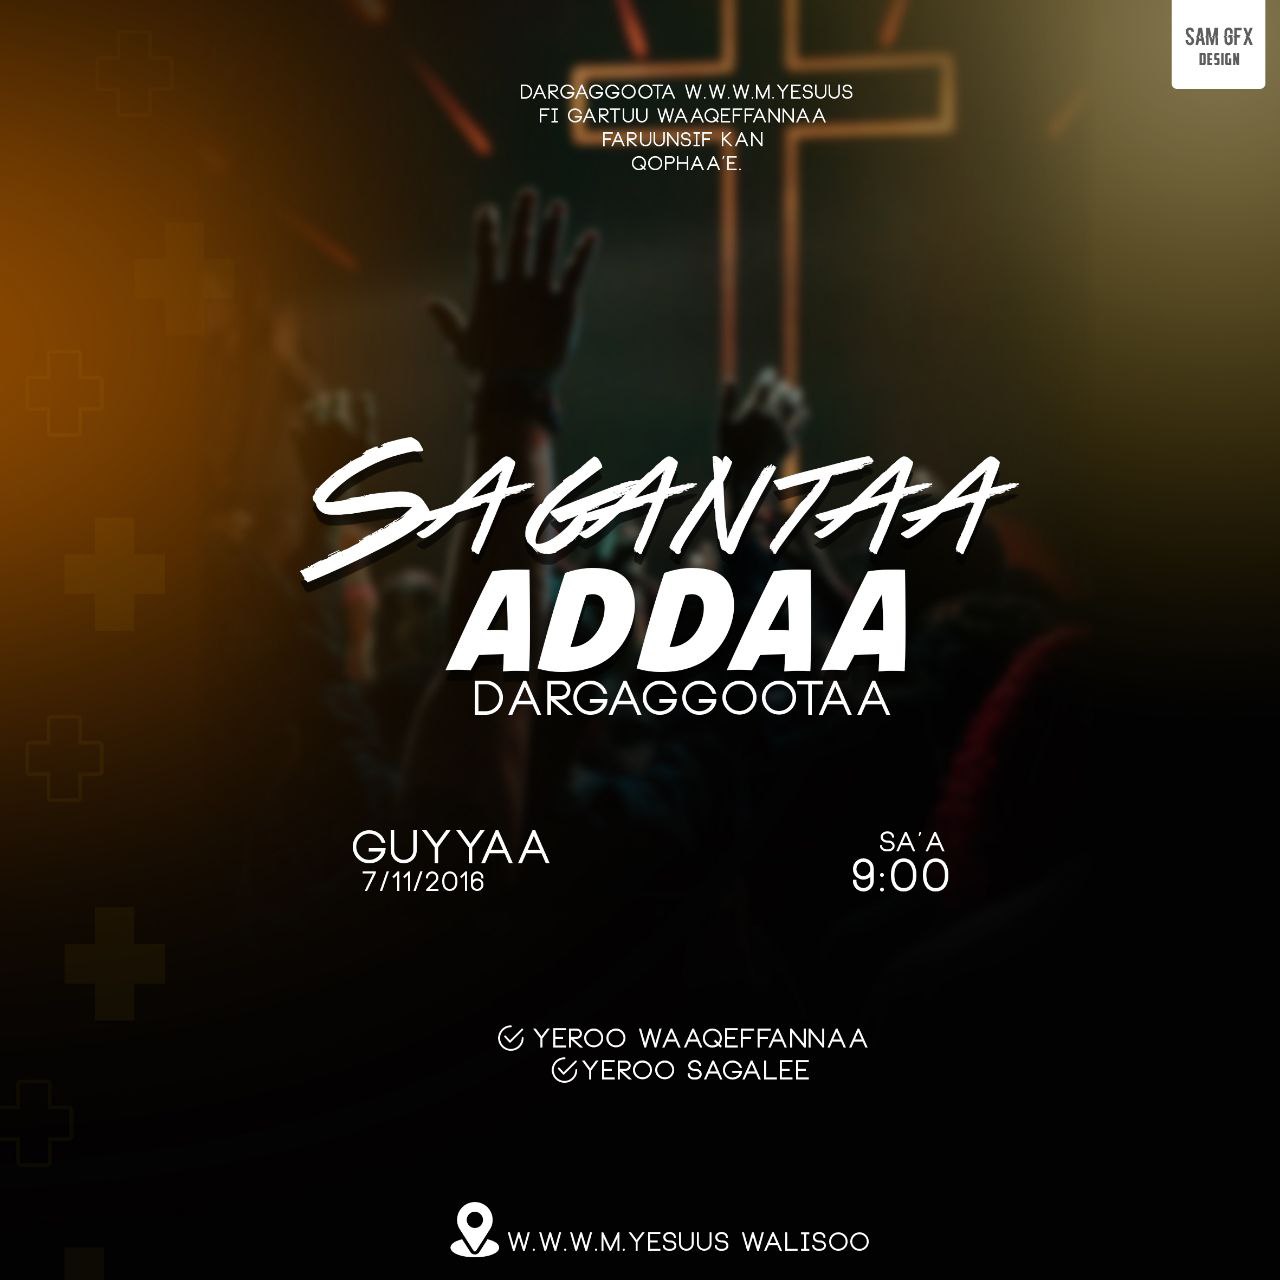 SAM GFX
DESIGN
DARGAGGOOTA W.W.W.M.YESUUS
FI GARTUU WAAQEFFANNAA
FARUUNSIF KAN
QOPHAA'E.
SAGANTAA
ADDAA
DARGAGGOOTAA
GUYYAA
7/11/2016
SA'A
9:00
YEROO WAAQEFFANNAA
YEROO SAGALEE
W.W.W.M.YESUUS WALISOO